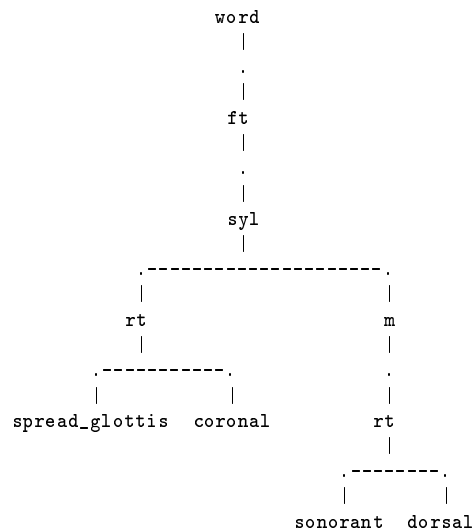 word
ft
syl
rt m
spread_glottis coronal rt
sonorant dorsal